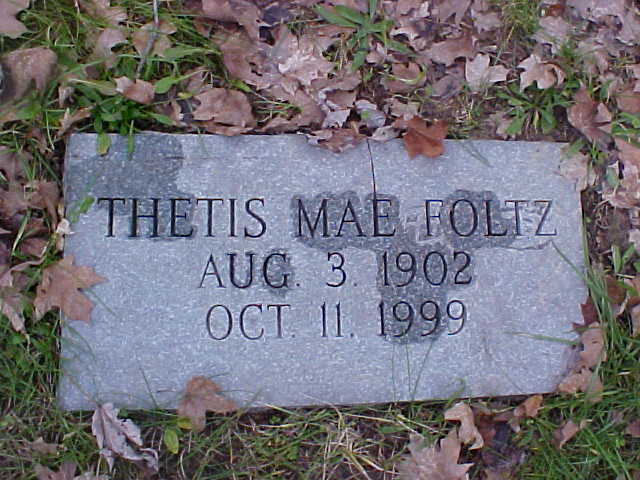 THETIS MAE FOLTZ
AUG. 3. 1902
OCT. 11. 1999